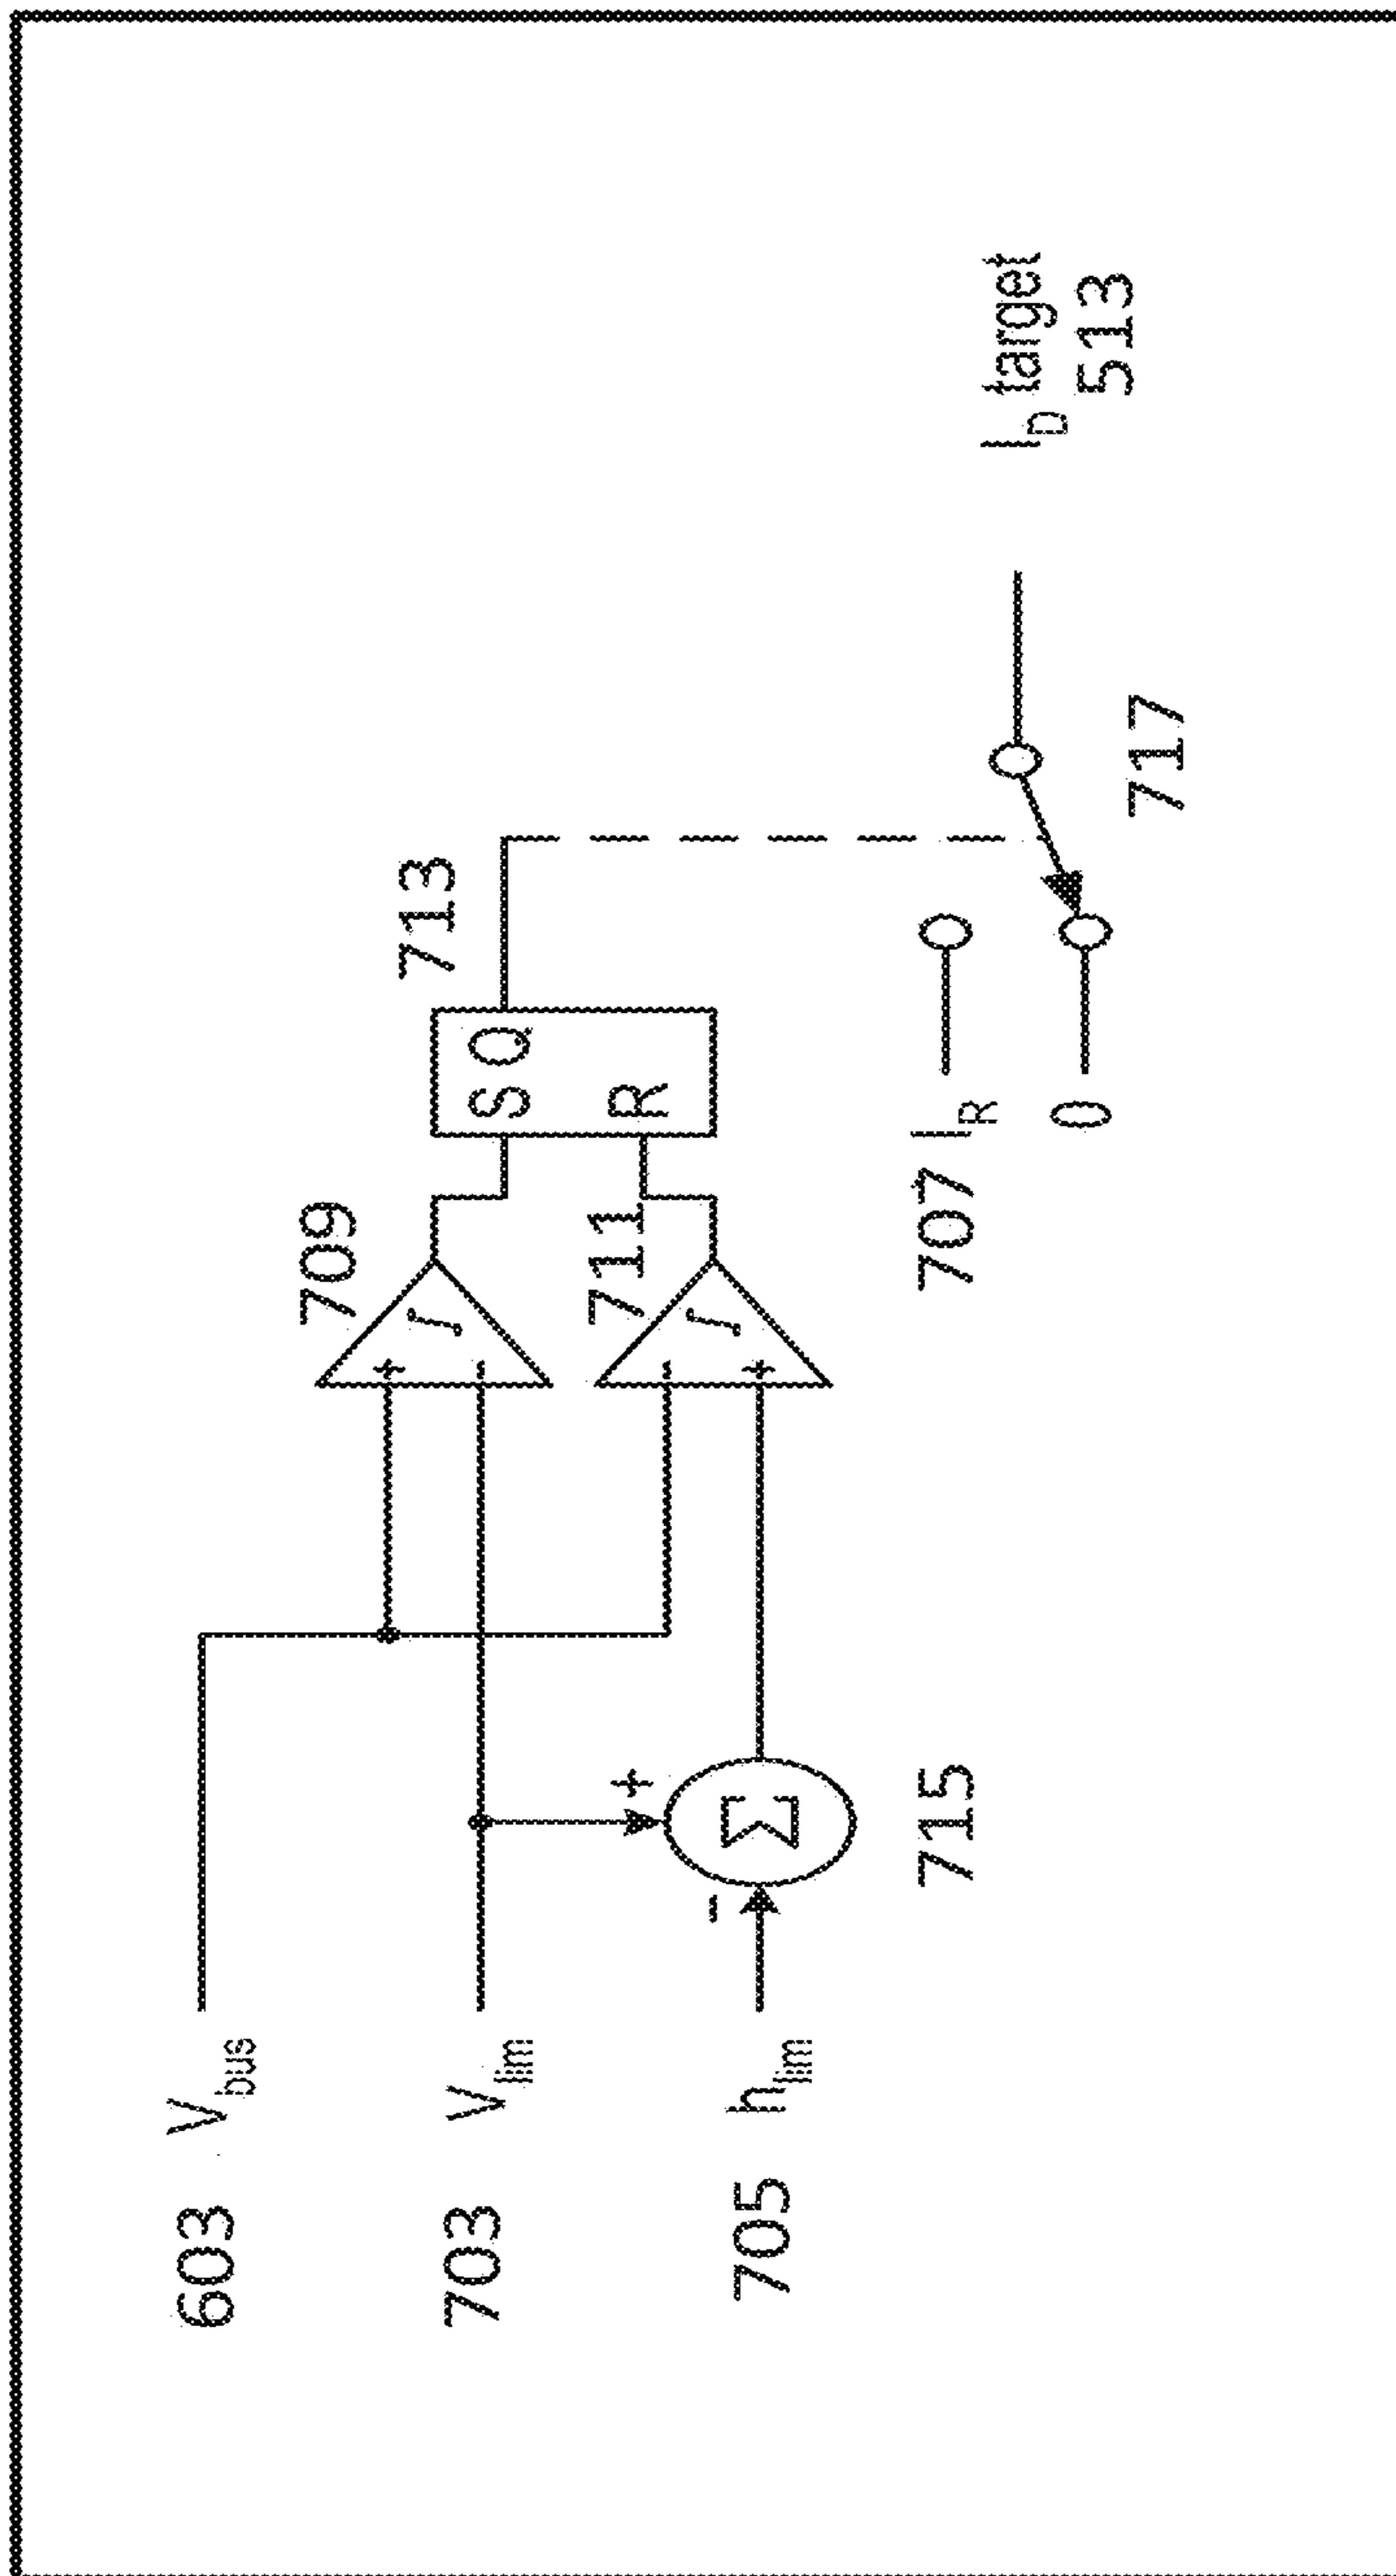 603 V_bus
703 V_lim
705 h_lim
+
-
Σ
715
709
+
-
∫
711
-
+
∫
713
S Q
R
707 I_R
0
717
I_D target
513